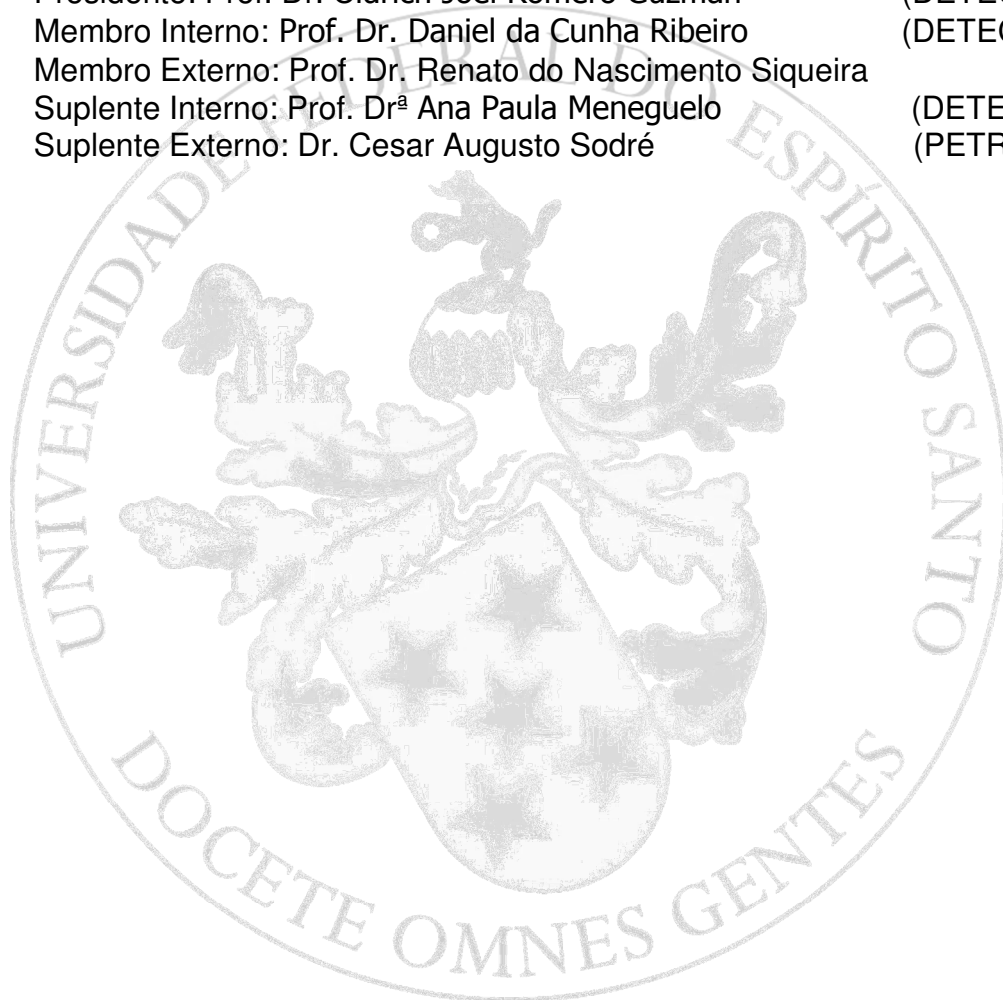 Membro Interno: Prof. Dr. Daniel da Cunha Ribeiro (DETEC
Membro Externo: Prof. Dr. Renato do Nascimento Siqueira
Suplente Interno: Prof. Drª Ana Paula Meneguelo (DETE
Suplente Externo: Dr. Cesar Augusto Sodré (PETR
UNIVERSIDADE FEDERAL DO ESPÍRITO SANTO
DOCETE OMNES GENTES